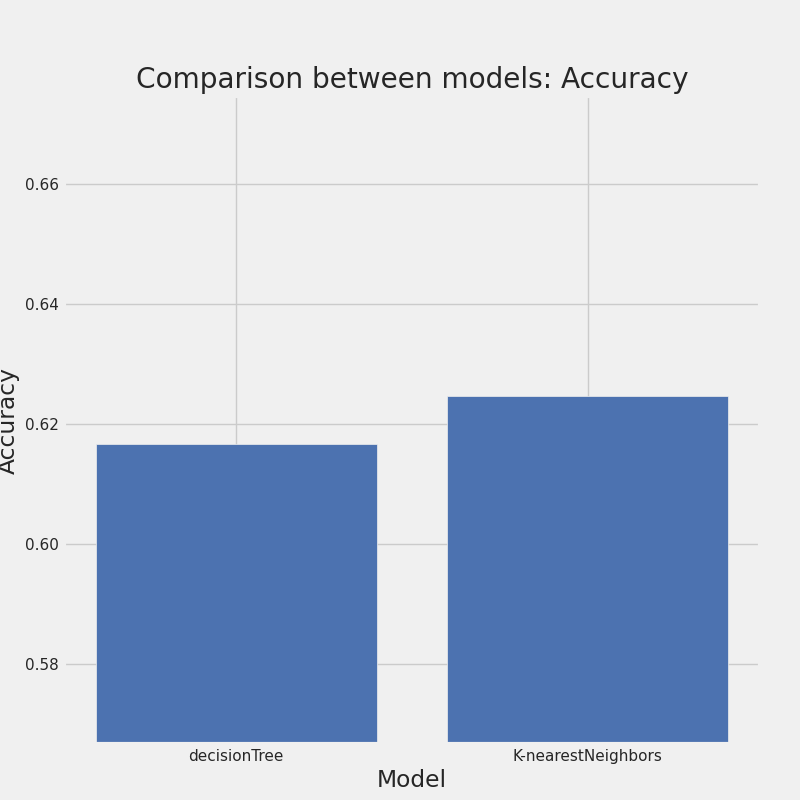 Comparison between models: Accuracy
0.66
0.64
0.62
0.60
0.58
Accuracy
decisionTree
K-nearestNeighbors
Model